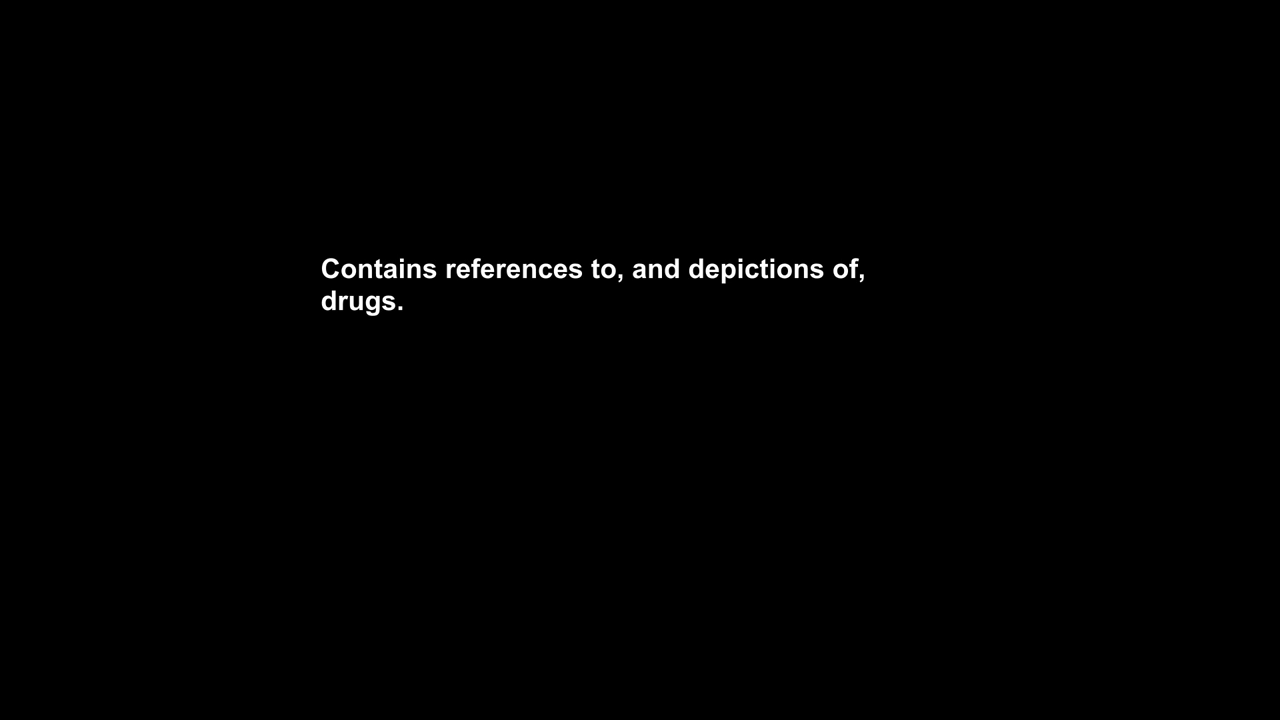 Contains references to, and depictions of,
drugs.